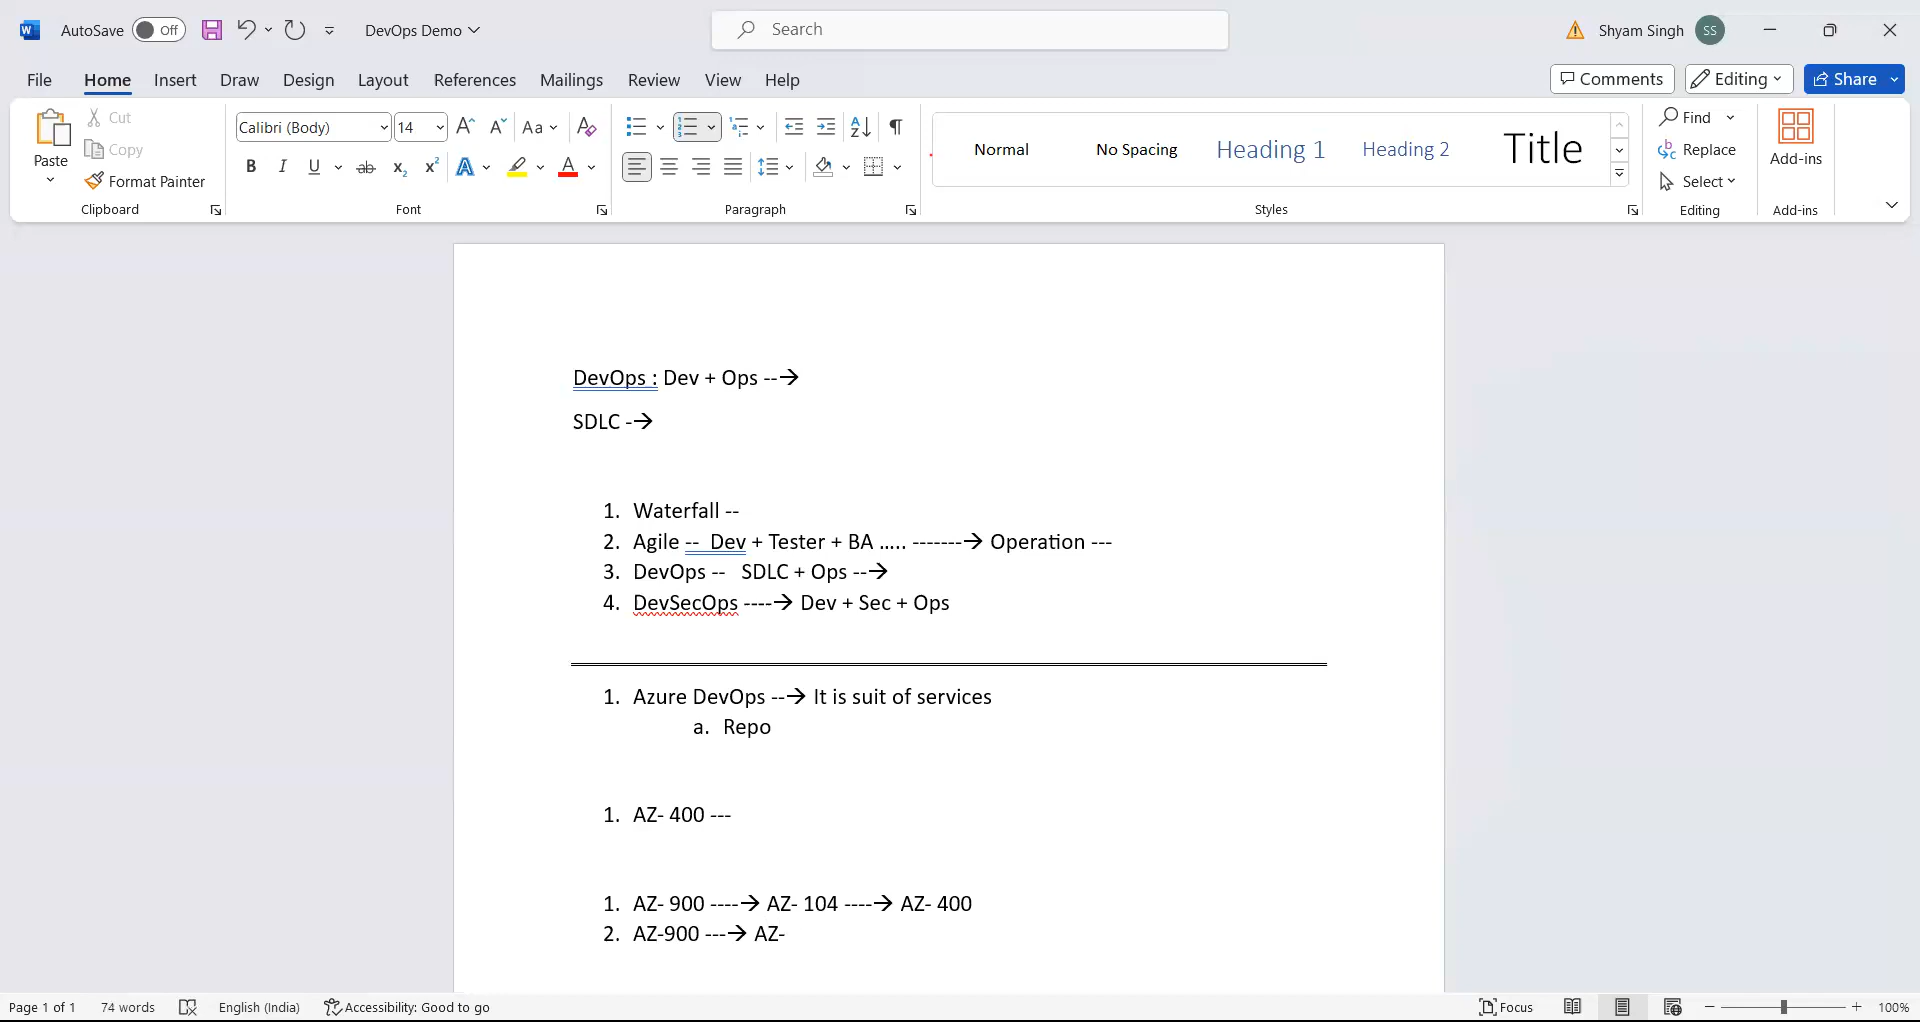 AutoSave Off DevOps Demo Search Shyam Singh SS
File Home Insert Draw Design Layout References Mailings Review View Help Comments Editing Share
Paste Cut Copy Format Painter Clipboard
Calibri (Body) 14 Aa Font
Paragraph
Normal No Spacing Heading 1 Heading 2 Title Styles
Find Replace Select Editing
Add-ins Add-ins
DevOps : Dev + Ops --→
SDLC -→
1. Waterfall --
2. Agile -- Dev + Tester + BA ..... -------→ Operation ---
3. DevOps -- SDLC + Ops --→
4. DevSecOps ----→ Dev + Sec + Ops
1. Azure DevOps --→ It is suit of services
a. Repo
1. AZ- 400 ---
1. AZ- 900 ----→ AZ- 104 ----→ AZ- 400
2. AZ-900 ---→ AZ-
Page 1 of 1 74 words English (India) Accessibility: Good to go Focus 100%